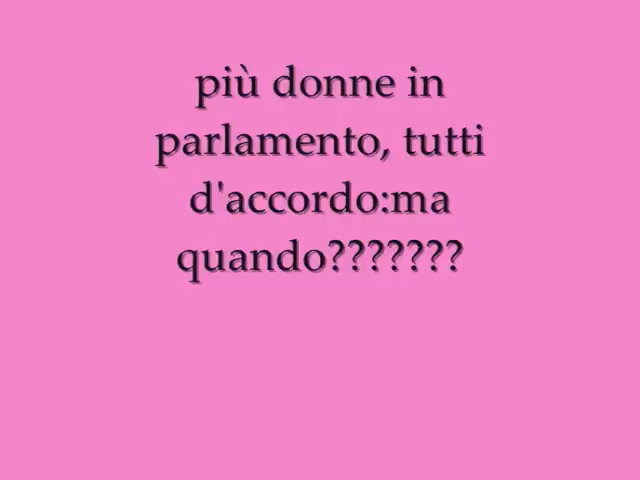 più donne in
parlamento, tutti
d'accordo:ma
quando???????